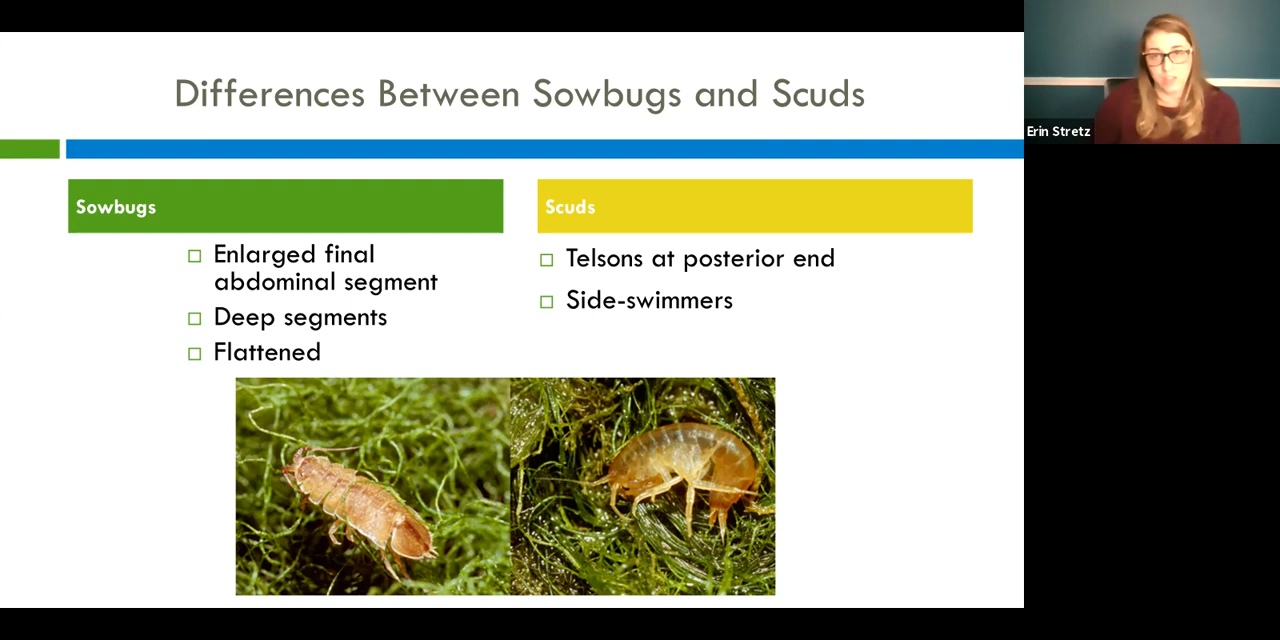 Differences Between Sowbugs and Scuds
Erin Stretz
Sowbugs
Enlarged final
abdominal segment
Deep segments
Flattened
Scuds
Telsons at posterior end
Side-swimmers